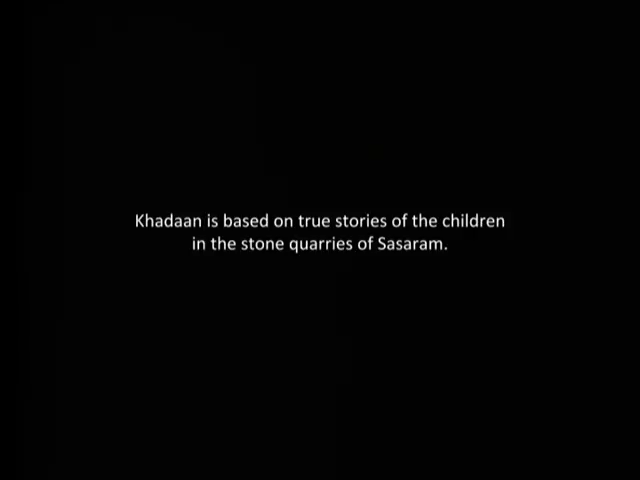 Khadaan is based on true stories of the children
in the stone quarries of Sasaram.